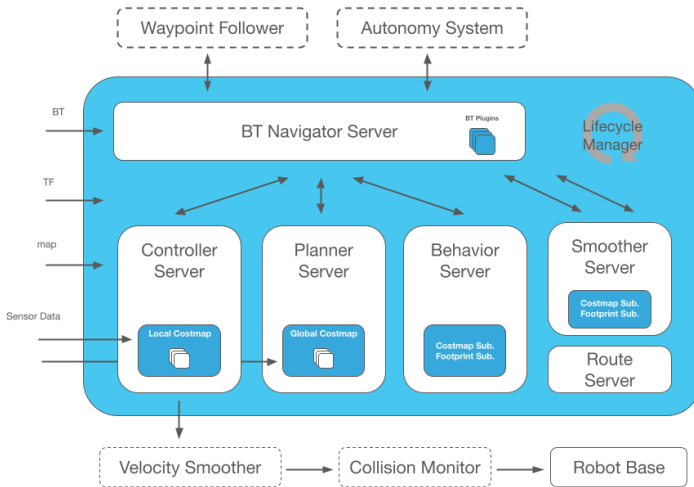 Waypoint Follower
Autonomy System
BT
BT Navigator Server
BT Plugins
Lifecycle
Manager
TF
map
Sensor Data
Controller
Server
Local Costmap
Planner
Server
Global Costmap
Behavior
Server
Costmap Sub.
Footprint Sub.
Smoother
Server
Costmap Sub.
Footprint Sub.
Route
Server
Velocity Smoother
Collision Monitor
Robot Base